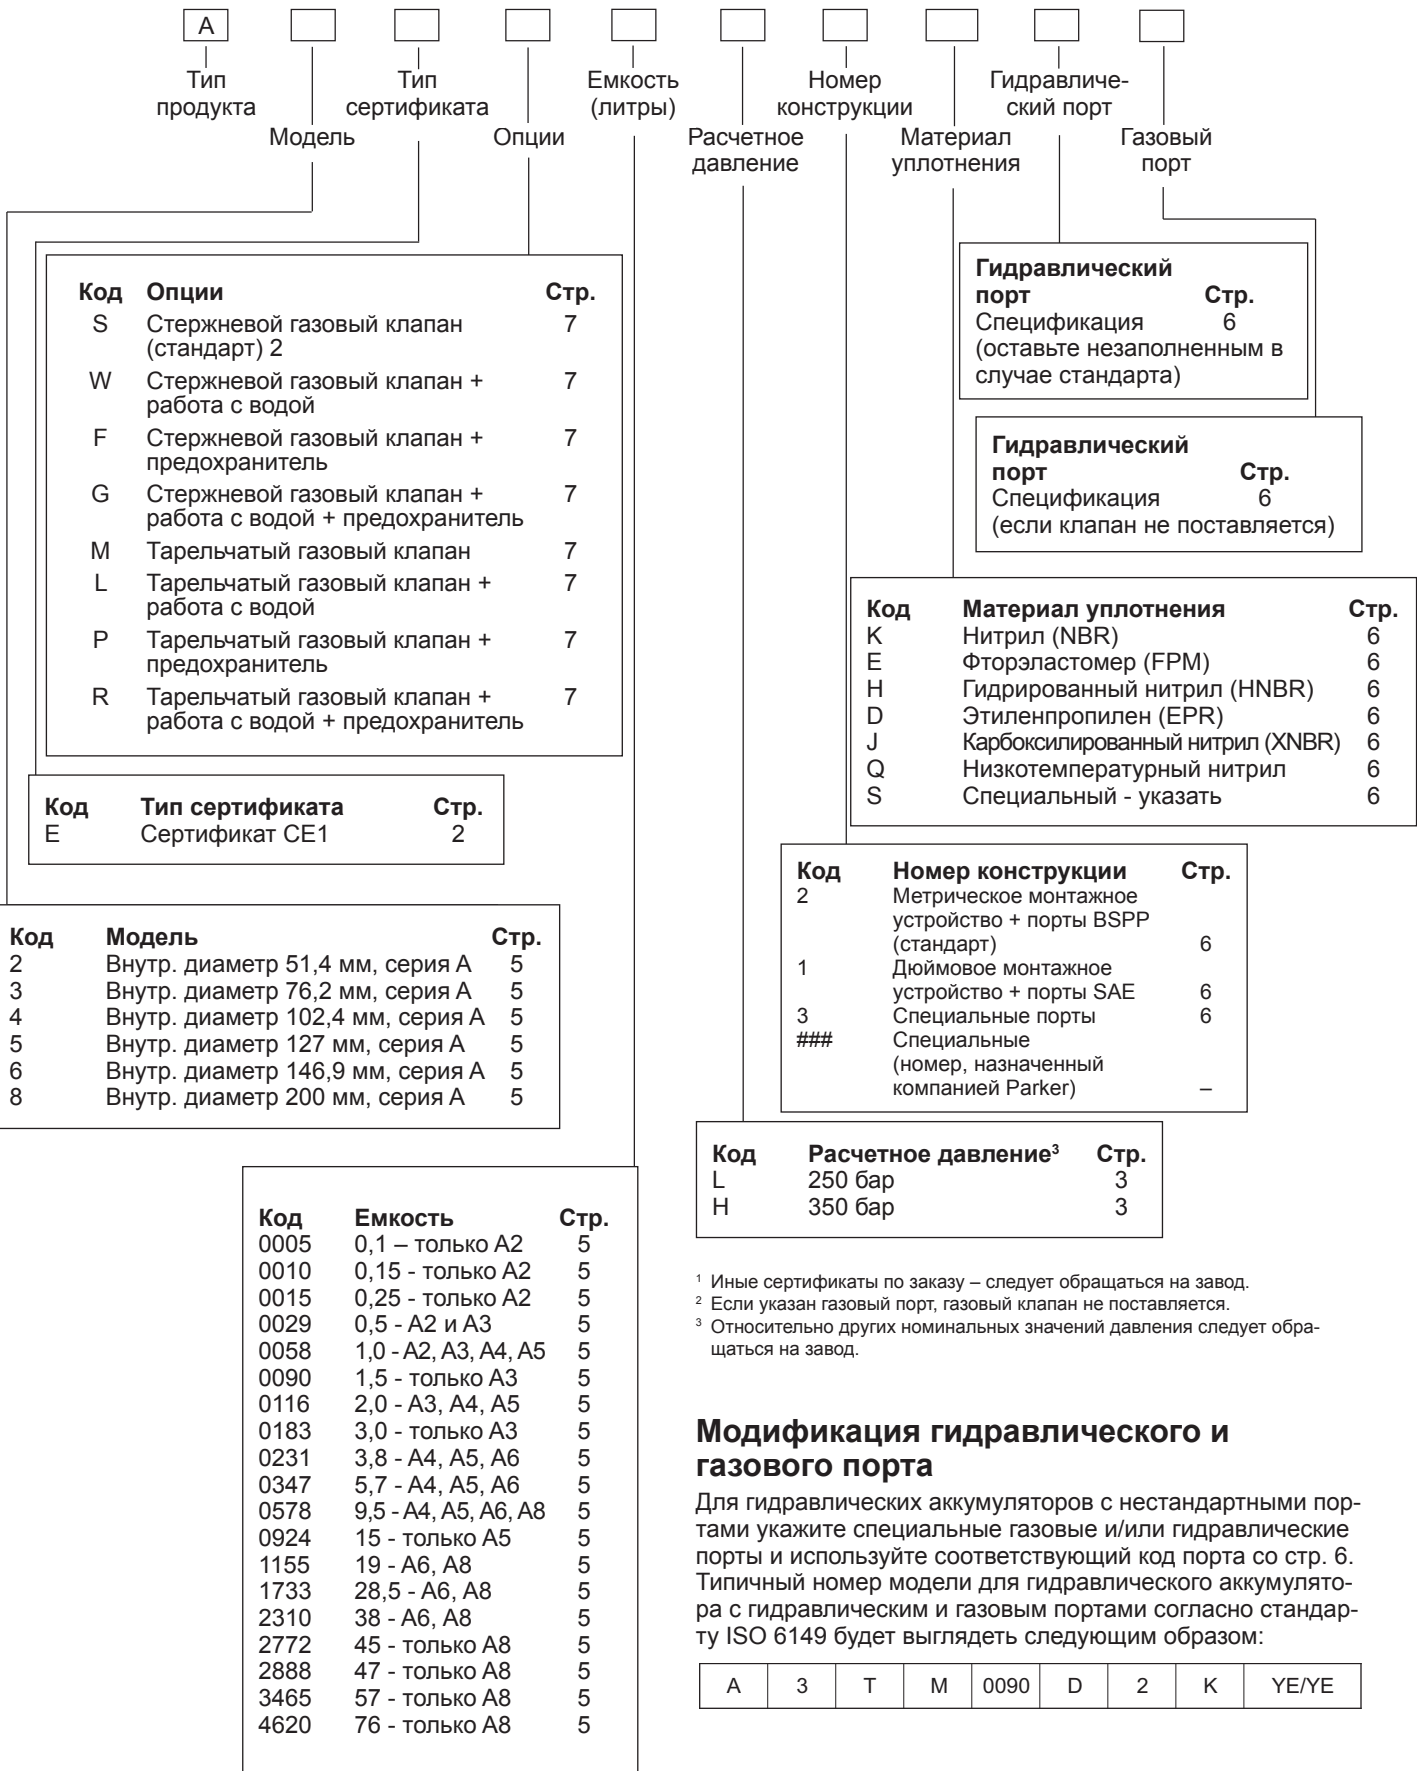 A
Тип
продукта
Модель
Тип
сертификата
Опции
Емкость
(литры)
Расчетное
давление
Номер
конструкции
Материал
уплотнения
Гидравличе-
ский порт
Газовый
порт
Код Опции Стр.
S Стержневой газовый клапан 7
(стандарт) 2
W Стержневой газовый клапан + 7
работа с водой
F Стержневой газовый клапан + 7
предохранитель
G Стержневой газовый клапан + 7
работа с водой + предохранитель
M Тарельчатый газовый клапан 7
L Тарельчатый газовый клапан + 7
работа с водой
P Тарельчатый газовый клапан + 7
предохранитель
R Тарельчатый газовый клапан + 7
работа с водой + предохранитель
Код Тип сертификата Стр.
E Сертификат CE1 2
Код Модель Стр.
2 Внутр. диаметр 51,4 мм, серия A 5
3 Внутр. диаметр 76,2 мм, серия A 5
4 Внутр. диаметр 102,4 мм, серия A 5
5 Внутр. диаметр 127 мм, серия A 5
6 Внутр. диаметр 146,9 мм, серия A 5
8 Внутр. диаметр 200 мм, серия A 5
Код Емкость Стр.
0005 0,1 – только A2 5
0010 0,15 - только A2 5
0015 0,25 - только A2 5
0029 0,5 - A2 и A3 5
0058 1,0 - A2, A3, A4, A5 5
0090 1,5 - только A3 5
0116 2,0 - A3, A4, A5 5
0183 3,0 - только A3 5
0231 3,8 - A4, A5, A6 5
0347 5,7 - A4, A5, A6 5
0578 9,5 - A4, A5, A6, A8 5
0924 15 - только A5 5
1155 19 - A6, A8 5
1733 28,5 - A6, A8 5
2310 38 - A6, A8 5
2772 45 - только A8 5
2888 47 - только A8 5
3465 57 - только A8 5
4620 76 - только A8 5
Гидравлический
порт Стр.
Спецификация 6
(оставьте незаполненным в
случае стандарта)
Гидравлический
порт Стр.
Спецификация 6
(если клапан не поставляется)
Код Материал уплотнения Стр.
K Нитрил (NBR) 6
E Фторэластомер (FPM) 6
H Гидрированный нитрил (HNBR) 6
D Этиленпропилен (EPR) 6
J Карбоксилированный нитрил (XNBR) 6
Q Низкотемпературный нитрил 6
S Специальный - указать 6
Код Номер конструкции Стр.
2 Метрическое монтажное
устройство + порты BSPP
(стандарт) 6
1 Дюймовое монтажное
устройство + порты SAE 6
3 Специальные порты 6
### Специальные
(номер, назначенный
компанией Parker) –
Код Расчетное давление³ Стр.
L 250 бар 3
H 350 бар 3
¹ Иные сертификаты по заказу – следует обращаться на завод.
² Если указан газовый порт, газовый клапан не поставляется.
³ Относительно других номинальных значений давления следует обра-
щаться на завод.
Модификация гидравлического и
газового порта
Для гидравлических аккумуляторов с нестандартными пор-
тами укажите специальные газовые и/или гидравлические
порты и используйте соответствующий код порта со стр. 6.
Типичный номер модели для гидравлического аккумулято-
ра с гидравлическим и газовым портами согласно стандар-
ту ISO 6149 будет выглядеть следующим образом:
A 3 T M 0090 D 2 K YE/YE